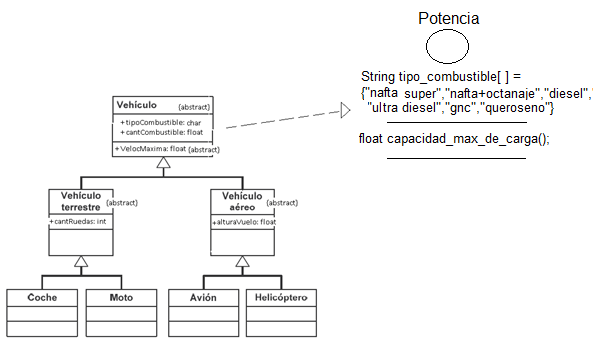 Potencia
String tipo_combustible[ ] =
{"nafta super","nafta+octanaje","diesel",
"ultra diesel","gnc","queroseno"}
float capacidad_max_de_carga();
Vehículo (abstract)
+ tipoCombustible: char
+ cantCombustible: float
+ VelocMaxima: float (abstract)
Vehículo
terrestre (abstract)
+cantRuedas: int
Vehículo
aéreo (abstract)
+alturaVuelo: float
Coche
Moto
Avión
Helicóptero